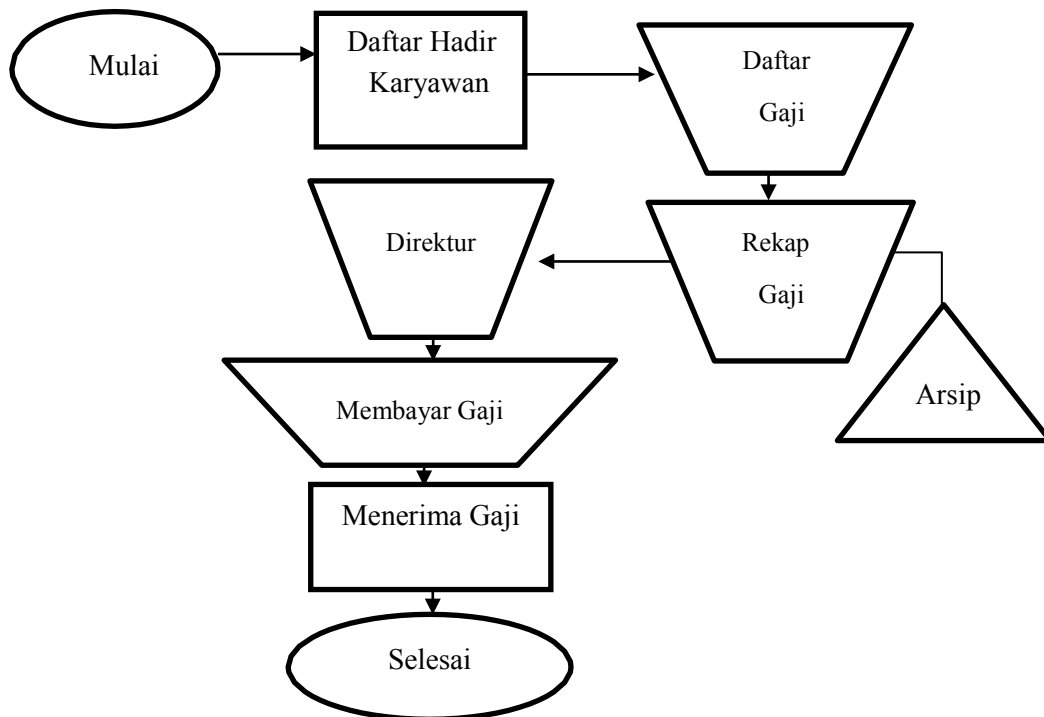 Mulai
Daftar Hadir
Karyawan
Daftar
Gaji
Rekap
Gaji
Arsip
Direktur
Membayar Gaji
Menerima Gaji
Selesai